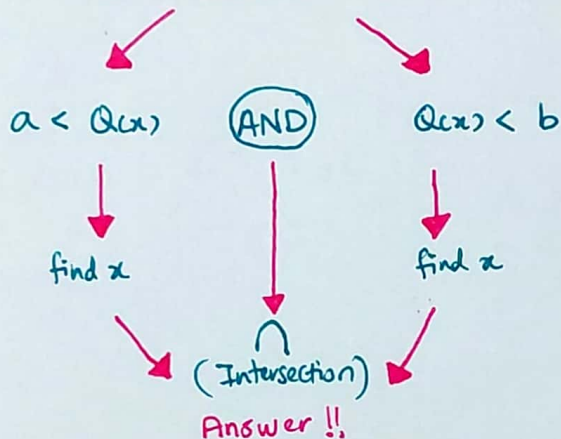 a < Q(x) AND Q(x) < b
find x find x
∩
(Intersection)
Answer !!